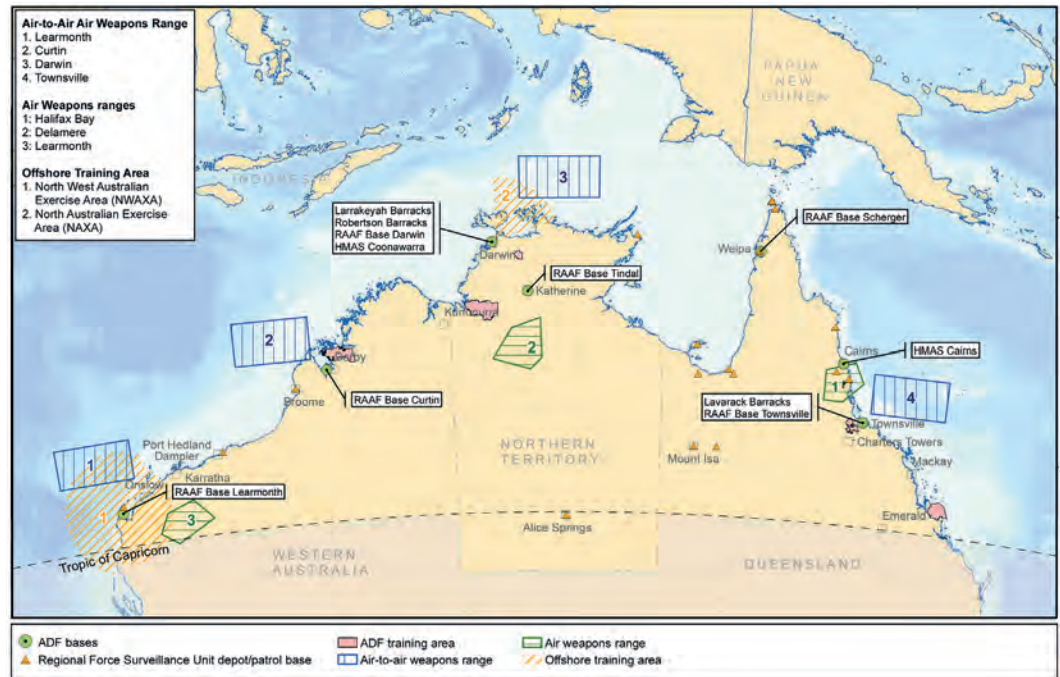 Air-to-Air Air Weapons Range
1. Learmonth
2. Curtin
3. Darwin
4. Townsville
Air Weapons ranges
1: Halifax Bay
2: Delamere
3: Learmonth
Offshore Training Area
1. North West Australian
Exercise Area (NWAXA)
2. North Australian Exercise
Area (NAXA)
PAPUA
NEW
GUINEA
INDONESIA
3
2
Larrakeyah Barracks
Robertson Barracks
RAAF Base Darwin
HMAS Coonawarra
Darwin
RAAF Base Scherger
Weipa
RAAF Base Tindal
Katherine
Kununurra
2
2
Derby
RAAF Base Curtin
Broome
Cairns
HMAS Cairns
1
4
Lavarack Barracks
RAAF Base Townsville
Townsville
Charters Towers
Mackay
Port Hedland
Dampier
Karratha
1
Onslow
RAAF Base Learmonth
1
3
NORTHERN
TERRITORY
Mount Isa
Alice Springs
Emerald
Tropic of Capricorn
WESTERN
AUSTRALIA
QUEENSLAND
ADF bases
Regional Force Surveillance Unit depot/patrol base
ADF training area
Air-to-air weapons range
Air weapons range
Offshore training area